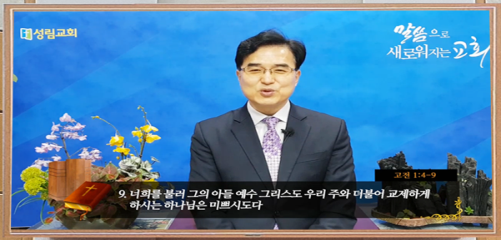 성림교회
말씀으로
새로워지는 교회
고전 1:4-9
9. 너희를 불러 그의 아들 예수 그리스도 우리 주와 더불어 교제하게
하시는 하나님은 미쁘시도다